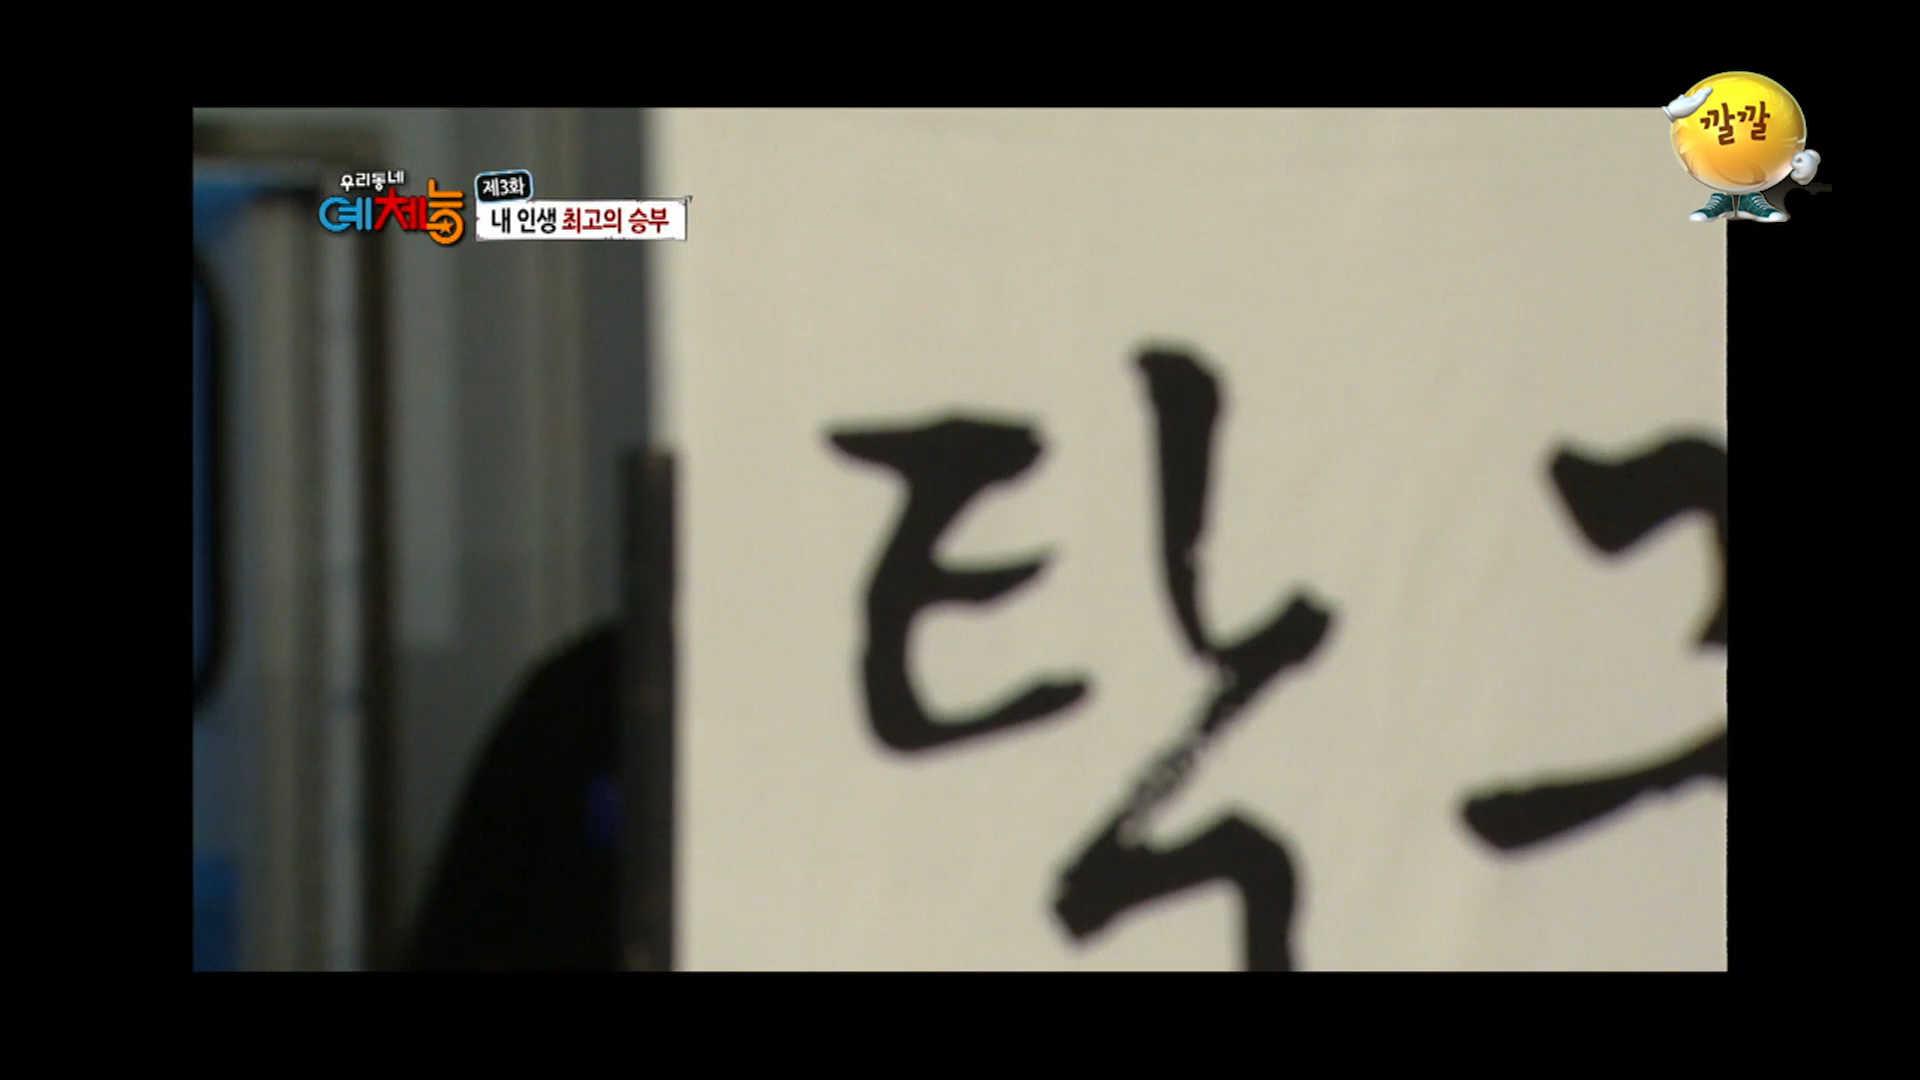 우리동네
예체능
제3화
내 인생 최고의 승부
깔깔
탁